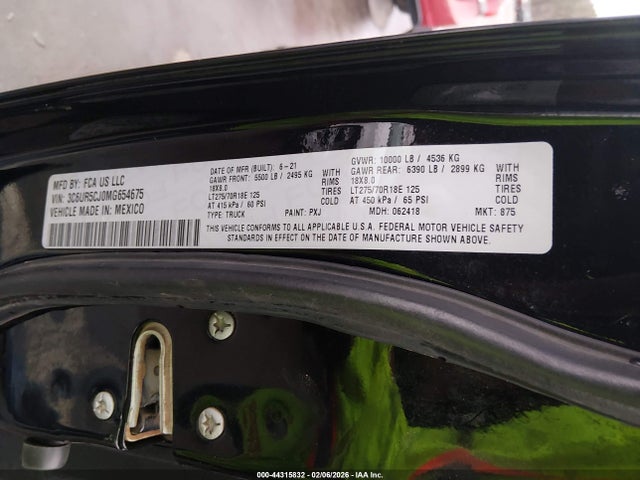 MFD BY: FCA US LLC
VIN: 3C6UR5CJ0MG654675
VEHICLE MADE IN: MEXICO
DATE OF MFR (BUILT): 6-21
GAWR FRONT: 5500 LB / 2495 KG WITH
18X8.0 RIMS
LT275/70R18E 125 TIRES
AT 415 kPa / 60 PSI COLD
TYPE: TRUCK PAINT: PXJ
GVWR: 10000 LB / 4536 KG
GAWR REAR: 6390 LB / 2899 KG WITH
18X8.0 RIMS
LT275/70R18E 125 TIRES
AT 450 kPa / 65 PSI COLD
MDH: 062418 MKT: 875
THIS VEHICLE CONFORMS TO ALL APPLICABLE U.S.A. FEDERAL MOTOR VEHICLE SAFETY
STANDARDS IN EFFECT ON THE DATE OF MANUFACTURE SHOWN ABOVE.
000-44315832 - 02/06/2026 - IAA Inc.